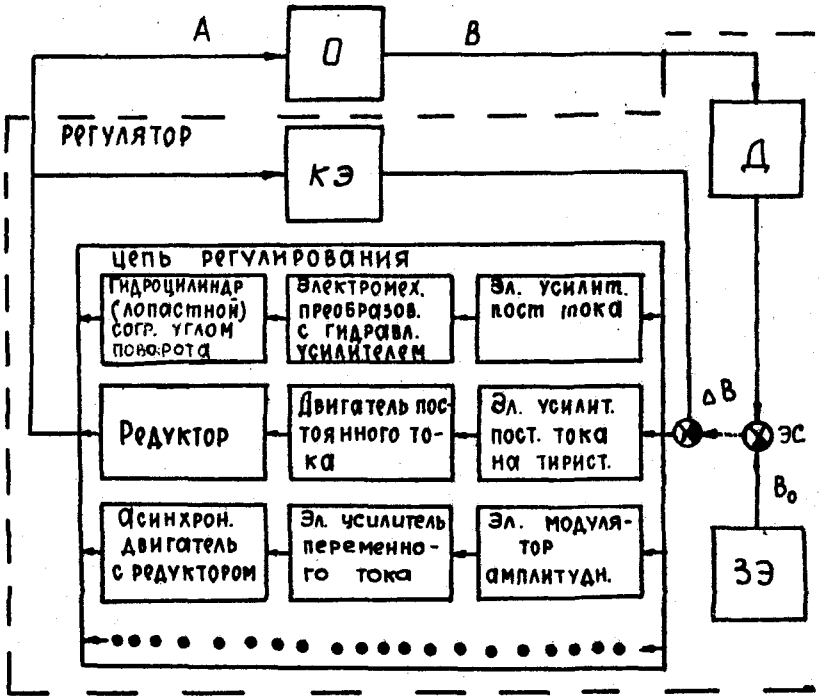 А
О
В
РЕГУЛЯТОР
КЭ
Д
ЦЕПЬ РЕГУЛИРОВАНИЯ
ГИДРОЦИЛИНДР
(ЛОПАСТНОЙ)
СОГР. УГЛОМ
ПОВОРОТА
ЭЛЕКТРОМЕХ.
ПРЕОБРАЗОВ.
С ГИДРАВЛ.
УСИЛИТЕЛЕМ
ЭЛ. УСИЛИТ.
ПОСТ ТОКА
РЕДУКТОР
ДВИГАТЕЛЬ ПОС-
ТОЯННОГО ТО-
КА
ЭЛ. УСИЛИТ.
ПОСТ. ТОКА
НА ТИРИСТ.
ΔВ
ЭС
В₀
АСИНХРОН.
ДВИГАТЕЛЬ
С РЕДУКТОРОМ
ЭЛ. УСИЛИТЕЛЬ
ПЕРЕМЕННО-
ГО ТОКА
ЭЛ. МОДУЛЯ-
ТОР
АМПЛИТУДН.
ЗЭ